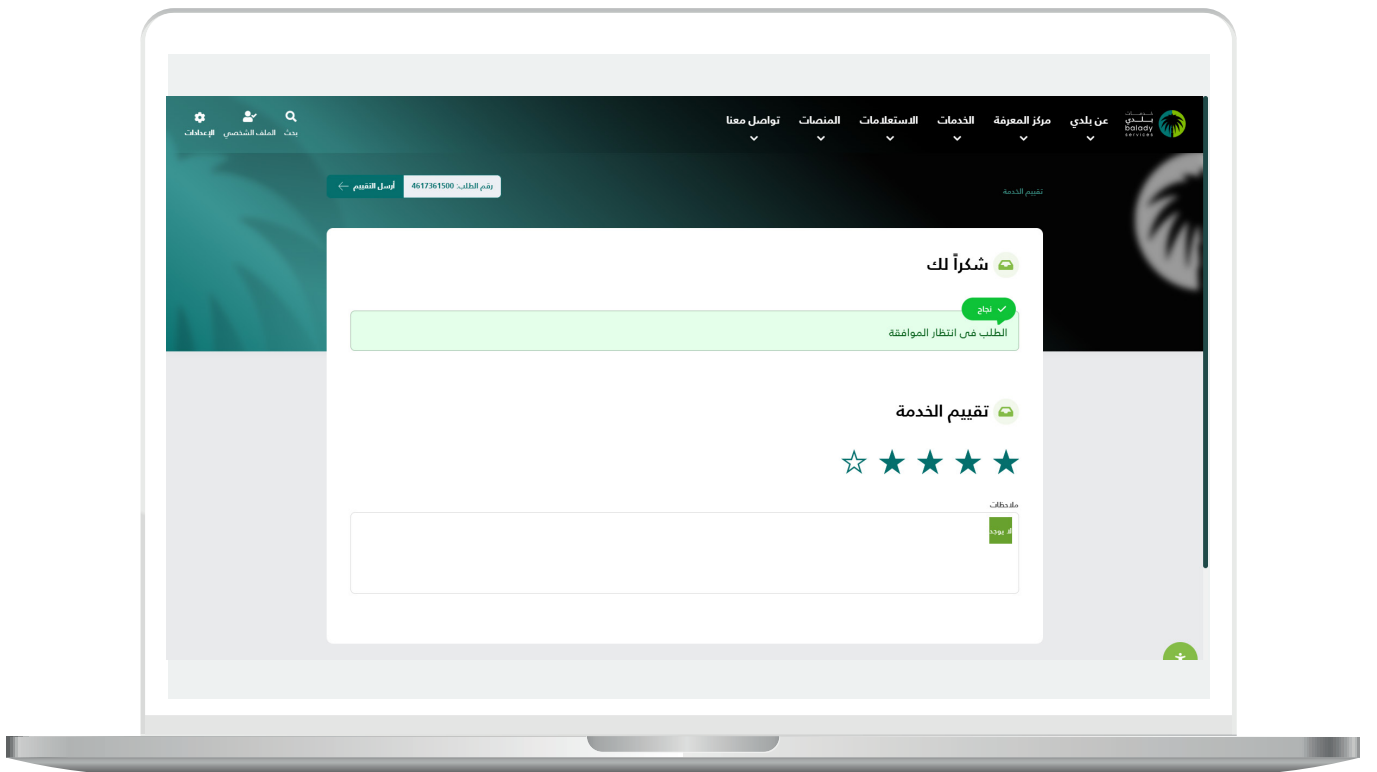 خدمات
بلدي
balady
services
عن بلدي
مركز المعرفة
الخدمات
الاستعلامات
المنصات
تواصل معنا
بحث
الملف الشخصي
الإعدادات
تقييم الخدمة
رقم الطلب: 4617361500
أرسل التقييم
شكراً لك
نجاح
الطلب في انتظار الموافقة
تقييم الخدمة
ملاحظات
لا يوجد